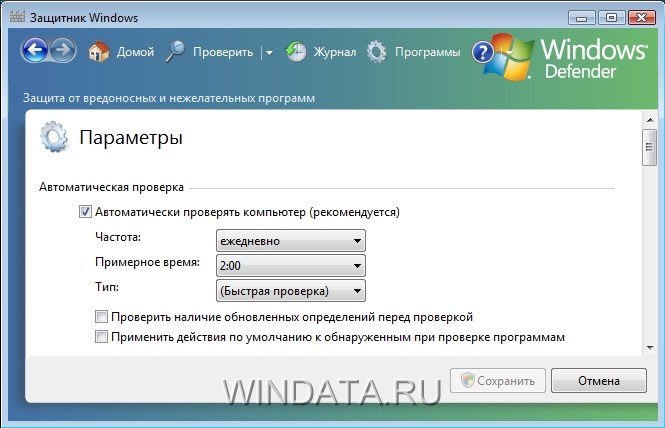 Защитник Windows
Домой Проверить Журнал Программы ? Windows
Defender
Защита от вредоносных и нежелательных программ
Параметры
Автоматическая проверка
Автоматически проверять компьютер (рекомендуется)
Частота: ежедневно
Примерное время: 2:00
Тип: (Быстрая проверка)
Проверить наличие обновленных определений перед проверкой
Применить действия по умолчанию к обнаруженным при проверке программам
Сохранить Отмена
WINDATA.RU